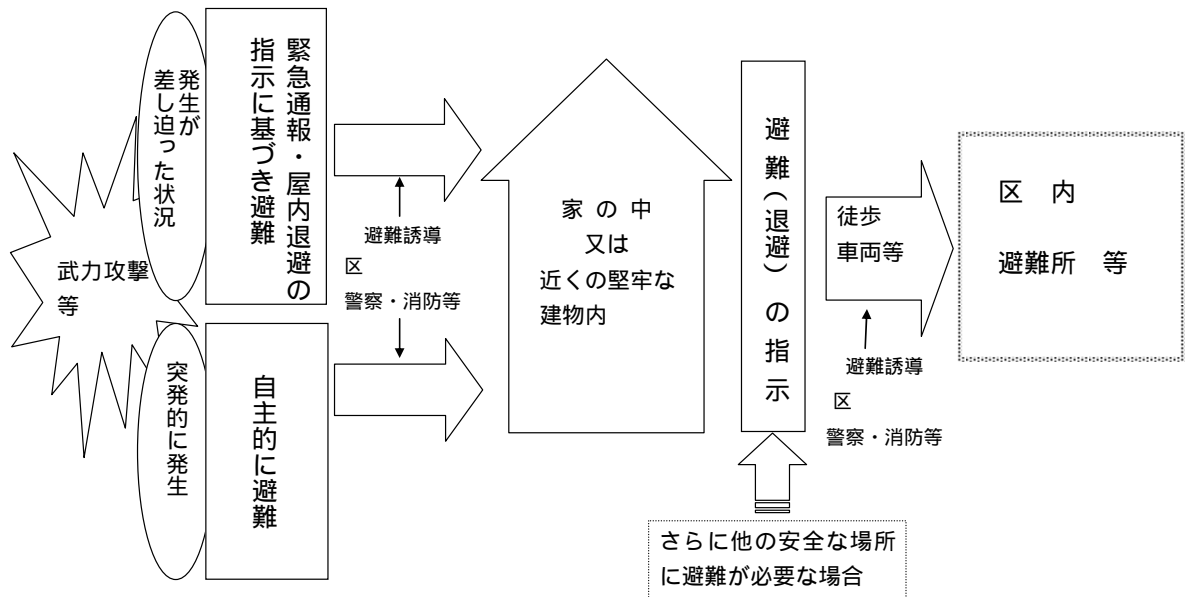 武力攻撃
等
発生が
差し迫った状況
緊急通報・屋内退避の
指示に基づき避難
突発的に発生
自主的に避難
避難誘導
区
警察・消防等
家の中
又は
近くの堅牢な
建物内
避難(退避)の指示
さらに他の安全な場所
に避難が必要な場合
徒歩
車両等
避難誘導
区
警察・消防等
区 内
避難所 等